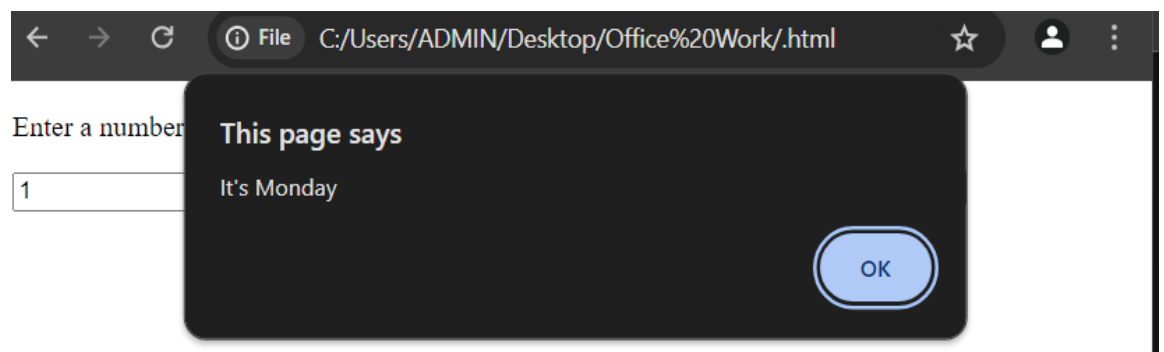 File C:/Users/ADMIN/Desktop/Office%20Work/.html
Enter a number
This page says
It's Monday
1
OK